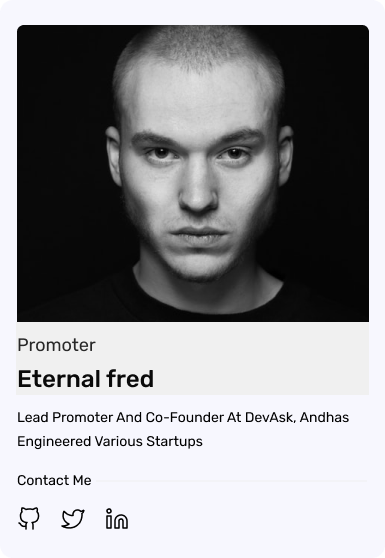 Promoter
Eternal fred
Lead Promoter And Co-Founder At DevAsk, Andhas
Engineered Various Startups
Contact Me